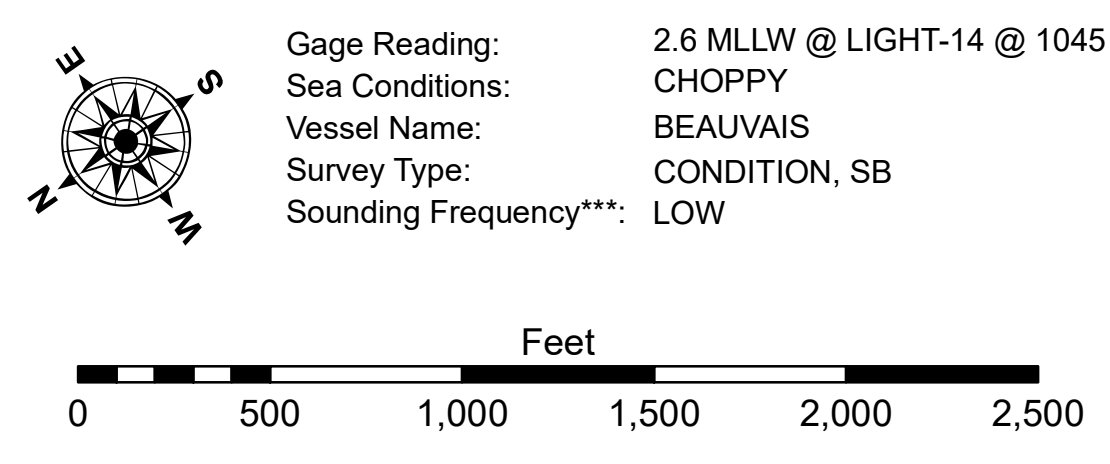 E
S
N
W
Gage Reading: 2.6 MLLW @ LIGHT-14 @ 1045
Sea Conditions: CHOPPY
Vessel Name: BEAUVAIS
Survey Type: CONDITION, SB
Sounding Frequency***: LOW
Feet
0 500 1,000 1,500 2,000 2,500